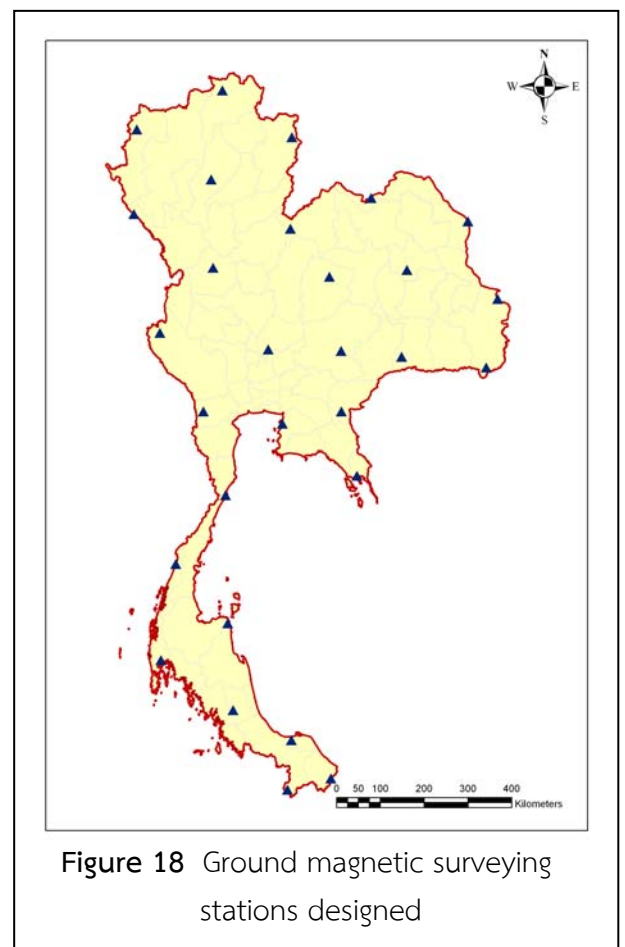 N
W E
S
0 50 100 200 300 400
Kilometers
Figure 18 Ground magnetic surveying
stations designed